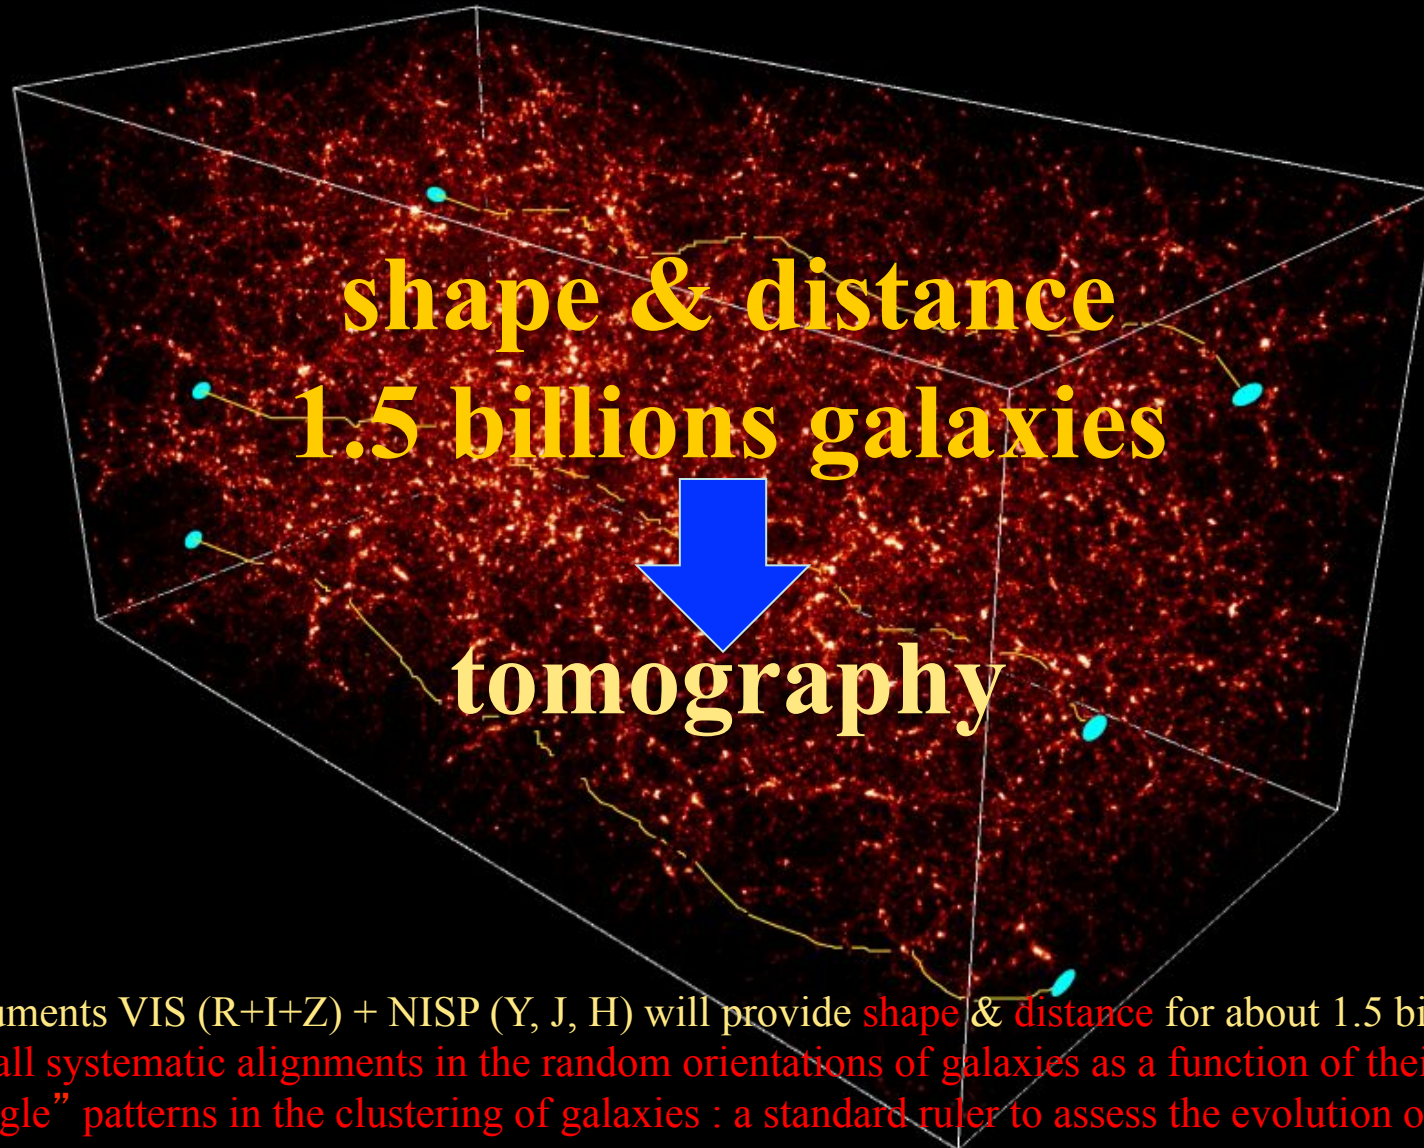 shape & distance
1.5 billions galaxies
tomography
uments VIS (R+I+Z) + NISP (Y, J, H) will provide shape & distance for about 1.5 bi
all systematic alignments in the random orientations of galaxies as a function of thei
gle” patterns in the clustering of galaxies : a standard ruler to assess the evolution o